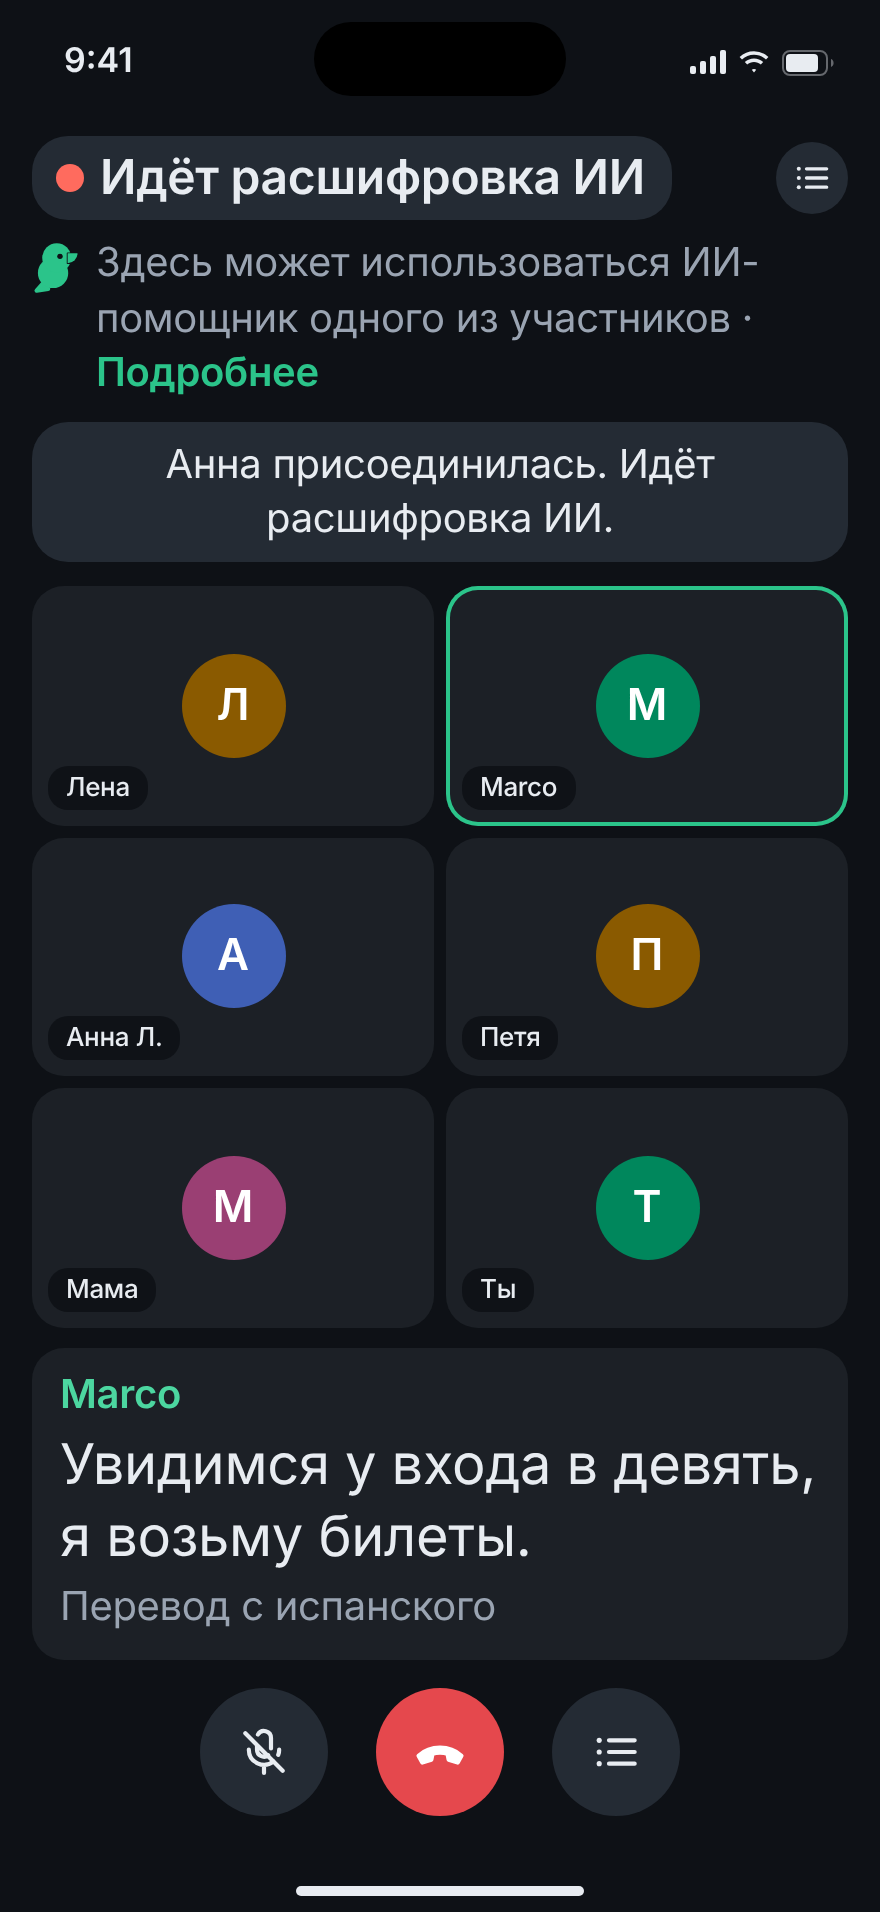 9:41
Идёт расшифровка ИИ
Здесь может использоваться ИИ-
помощник одного из участников ·
Подробнее
Анна присоединилась. Идёт
расшифровка ИИ.
Л
Лена
M
Marco
А
Анна Л.
П
Петя
М
Мама
Т
Ты
Marco
Увидимся у входа в девять,
я возьму билеты.
Перевод с испанского